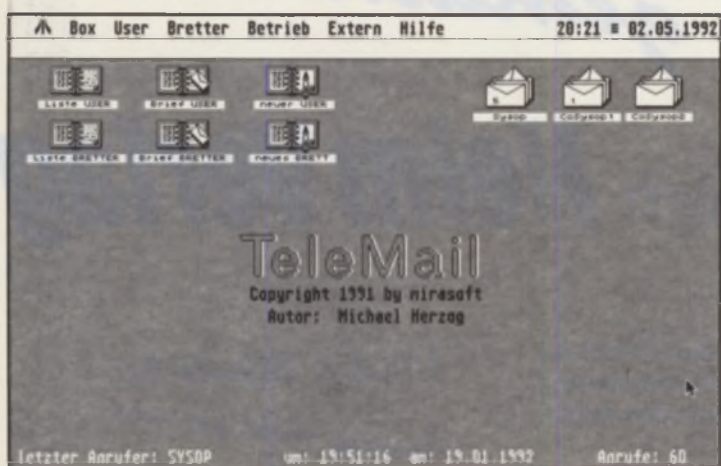 Box User Bretter Betrieb Extern Hilfe 20:21 02.05.1992
Liste USER Brief USER neuer USER Sysop CoSysop1 CoSysop2
Liste BRETTER Brief BRETTER neues BRETT
TeleMail
Copyright 1991 by mirasoft
Autor: Michael Herzog
letzter Anrufer: SYSOP um: 19:51:16 am: 19.01.1992 Anrufe: 60